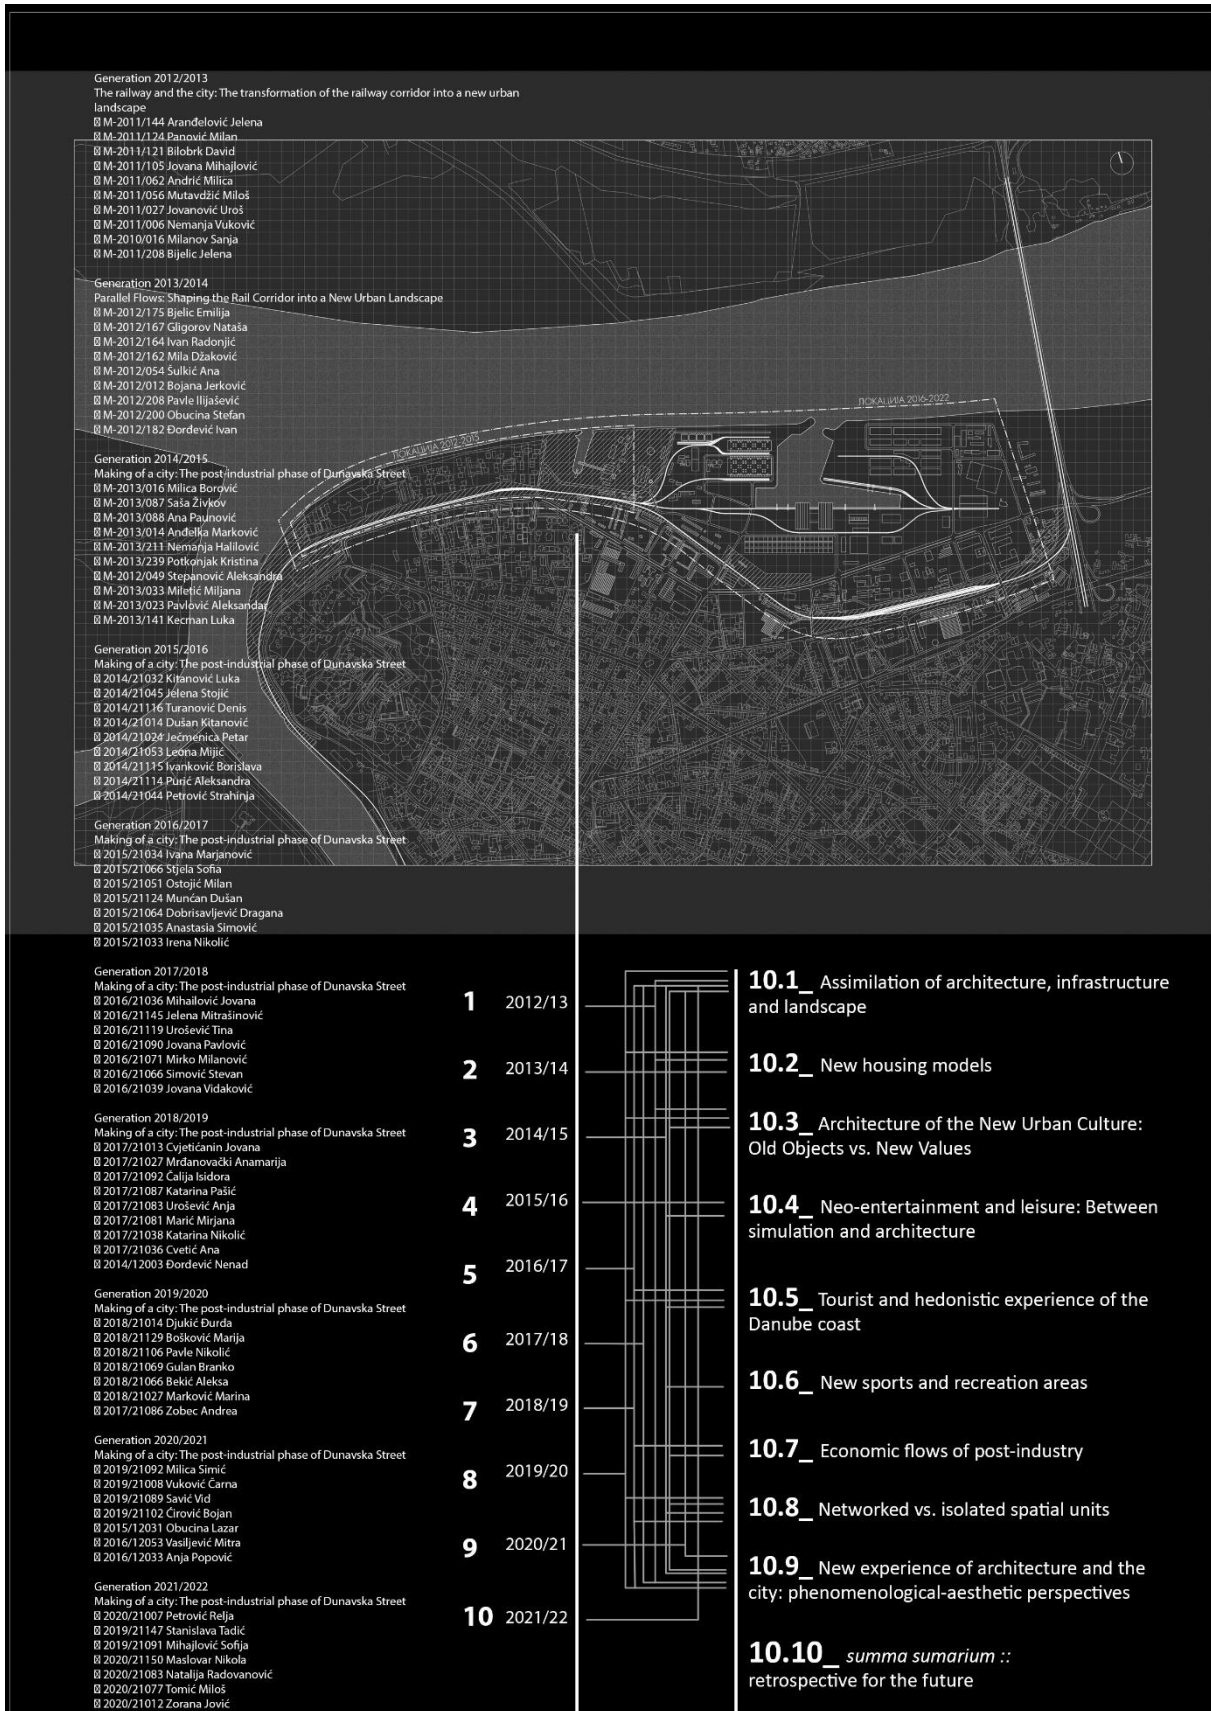 Generation 2012/2013
The railway and the city: The transformation of the railway corridor into a new urban
landscape
M-2011/144 Aranđelović Jelena
M-2011/124 Panović Milan
M-2011/121 Bilobrk David
M-2011/105 Jovana Mihajlović
M-2011/062 Andrić Milica
M-2011/056 Mutavdžić Miloš
M-2011/027 Jovanović Uroš
M-2011/006 Nemanja Vuković
M-2010/016 Milanov Sanja
M-2011/208 Bijelic Jelena
Generation 2013/2014
Parallel Flows: Shaping the Rail Corridor into a New Urban Landscape
M-2012/175 Bjelic Emilija
M-2012/167 Gligorov Nataša
M-2012/164 Ivan Radonjić
M-2012/162 Mila Džaković
M-2012/054 Šulkić Ana
M-2012/012 Bojana Jerković
M-2012/208 Pavle Ilijašević
M-2012/200 Obucina Stefan
M-2012/182 Đorđević Ivan
Generation 2014/2015
Making of a city: The post-industrial phase of Dunavska Street
M-2013/016 Milica Borović
M-2013/087 Saša Živkov
M-2013/088 Ana Paunović
M-2013/014 Anđelka Marković
M-2013/211 Nemanja Halilović
M-2013/239 Potkonjak Kristina
M-2012/049 Stepanović Aleksandra
M-2013/033 Miletić Miljana
M-2013/023 Pavlović Aleksandar
M-2013/141 Kecman Luka
Generation 2015/2016
Making of a city: The post-industrial phase of Dunavska Street
2014/21032 Kitanović Luka
2014/21045 Jelena Stojić
2014/21116 Turanović Denis
2014/21014 Dušan Kitanović
2014/21024 Ječmenica Petar
2014/21053 Leona Mijić
2014/21115 Ivanković Borislava
2014/21114 Purić Aleksandra
2014/21044 Petrović Strahinja
Generation 2016/2017
Making of a city: The post-industrial phase of Dunavska Street
2015/21034 Ivana Marjanović
2015/21066 Stjela Sofia
2015/21051 Ostojić Milan
2015/21124 Munćan Dušan
2015/21064 Dobrisavljević Dragana
2015/21035 Anastasia Simović
2015/21033 Irena Nikolić
Generation 2017/2018
Making of a city: The post-industrial phase of Dunavska Street
2016/21036 Mihailović Jovana
2016/21145 Jelena Mitrašinović
2016/21119 Urošević Tina
2016/21090 Jovana Pavlović
2016/21071 Mirko Milanović
2016/21066 Simović Stevan
2016/21039 Jovana Vidaković
Generation 2018/2019
Making of a city: The post-industrial phase of Dunavska Street
2017/21013 Cvjetićanin Jovana
2017/21027 Mrđanovački Anamarija
2017/21092 Čalija Isidora
2017/21087 Katarina Pašić
2017/21083 Urošević Anja
2017/21081 Marić Mirjana
2017/21038 Katarina Nikolić
2017/21036 Cvetić Ana
2014/12003 Đorđević Nenad
Generation 2019/2020
Making of a city: The post-industrial phase of Dunavska Street
2018/21014 Djukić Đurđa
2018/21129 Bošković Marija
2018/21106 Pavle Nikolić
2018/21069 Gulan Branko
2018/21066 Bekić Aleksa
2018/21027 Marković Marina
2017/21086 Zobec Andrea
Generation 2020/2021
Making of a city: The post-industrial phase of Dunavska Street
2019/21092 Milica Simić
2019/21008 Vuković Čarna
2019/21089 Savić Vid
2019/21102 Ćirović Bojan
2015/12031 Obucina Lazar
2016/12053 Vasiljević Mitra
2016/12033 Anja Popović
Generation 2021/2022
Making of a city: The post-industrial phase of Dunavska Street
2020/21007 Petrović Relja
2019/21147 Stanislava Tadić
2019/21091 Mihajlović Sofija
2020/21150 Maslovar Nikola
2020/21083 Natalija Radovanović
2020/21077 Tomić Miloš
2020/21012 Zorana Jović
ЛОКАЦИЈА 2012-2015
ЛОКАЦИЈА 2016-2022
1 2012/13
2 2013/14
3 2014/15
4 2015/16
5 2016/17
6 2017/18
7 2018/19
8 2019/20
9 2020/21
10 2021/22
10.1_ Assimilation of architecture, infrastructure
and landscape
10.2_ New housing models
10.3_ Architecture of the New Urban Culture:
Old Objects vs. New Values
10.4_ Neo-entertainment and leisure: Between
simulation and architecture
10.5_ Tourist and hedonistic experience of the
Danube coast
10.6_ New sports and recreation areas
10.7_ Economic flows of post-industry
10.8_ Networked vs. isolated spatial units
10.9_ New experience of architecture and the
city: phenomenological-aesthetic perspectives
10.10_ summa sumarium ::
retrospective for the future